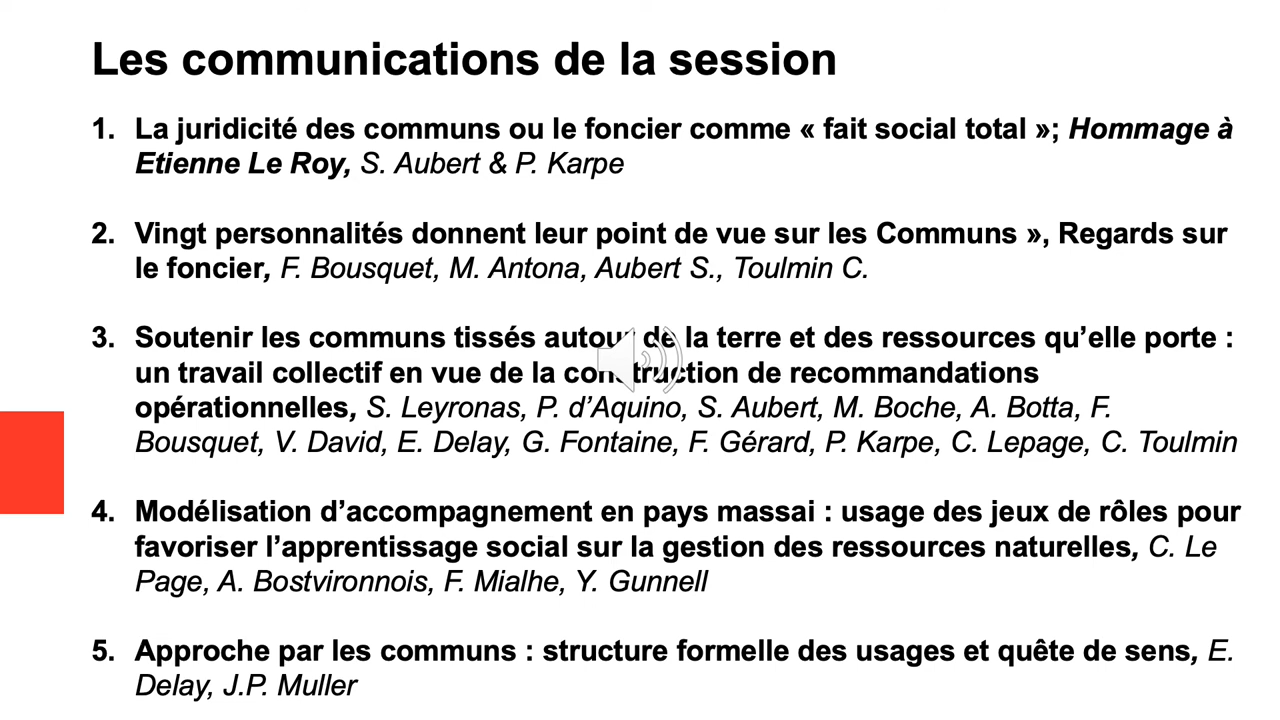 Les communications de la session
1. La juridicité des communs ou le foncier comme « fait social total »; Hommage à
Etienne Le Roy, S. Aubert & P. Karpe
2. Vingt personnalités donnent leur point de vue sur les Communs », Regards sur
le foncier, F. Bousquet, M. Antona, Aubert S., Toulmin C.
3. Soutenir les communs tissés autour de la terre et des ressources qu’elle porte :
un travail collectif en vue de la construction de recommandations
opérationnelles, S. Leyronas, P. d’Aquino, S. Aubert, M. Boche, A. Botta, F.
Bousquet, V. David, E. Delay, G. Fontaine, F. Gérard, P. Karpe, C. Lepage, C. Toulmin
4. Modélisation d’accompagnement en pays massai : usage des jeux de rôles pour
favoriser l’apprentissage social sur la gestion des ressources naturelles, C. Le
Page, A. Bostvironnois, F. Mialhe, Y. Gunnell
5. Approche par les communs : structure formelle des usages et quête de sens, E.
Delay, J.P. Muller